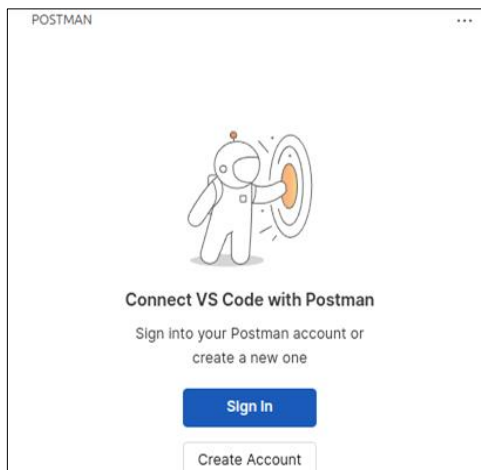 POSTMAN
Connect VS Code with Postman
Sign into your Postman account or
create a new one
Sign In
Create Account